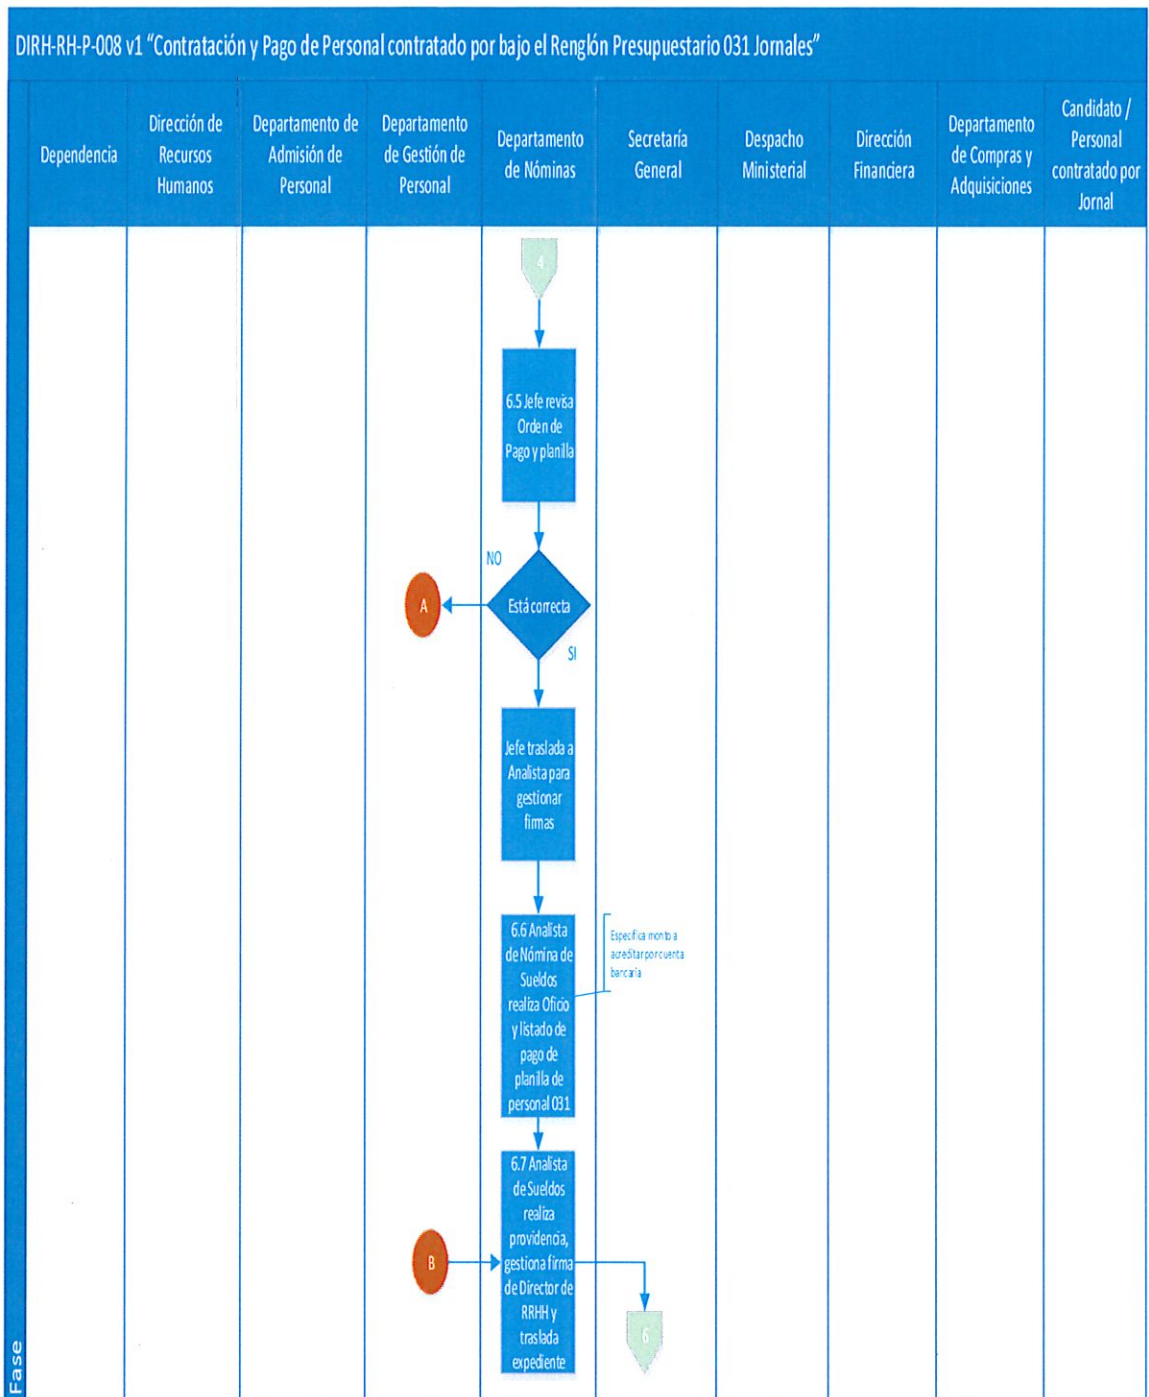 DIRH-RH-P-008 v1 “Contratación y Pago de Personal contratado por bajo el Renglón Presupuestario 031 Jornales”
Dependencia
Dirección de
Recursos
Humanos
Departamento de
Admisión de
Personal
Departamento
de Gestión de
Personal
Departamento
de Nóminas
Secretaría
General
Despacho
Ministerial
Dirección
Financiera
Departamento
de Compras y
Adquisiciones
Candidato /
Personal
contratado por
Jornal
4
6.5 Jefe revisa
Orden de
Pago y planilla
NO
A
Está correcta
SI
Jefe traslada a
Analista para
gestionar
firmas
6.6 Analista
de Nómina de
Sueldos
realiza Oficio
y listado de
pago de
planilla de
personal 031
Especifica monto a
acreditar por cuenta
bancaria
6.7 Analista
de Sueldos
realiza
providencia,
gestiona firma
de Director de
RRHH y
traslada
expediente
B
6
Fase